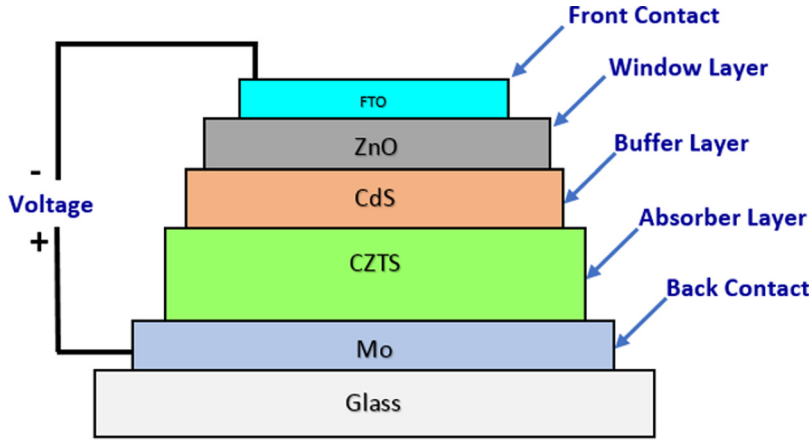 Front Contact
FTO
Window Layer
ZnO
Buffer Layer
-
CdS
Voltage
Absorber Layer
+
CZTS
Back Contact
Mo
Glass